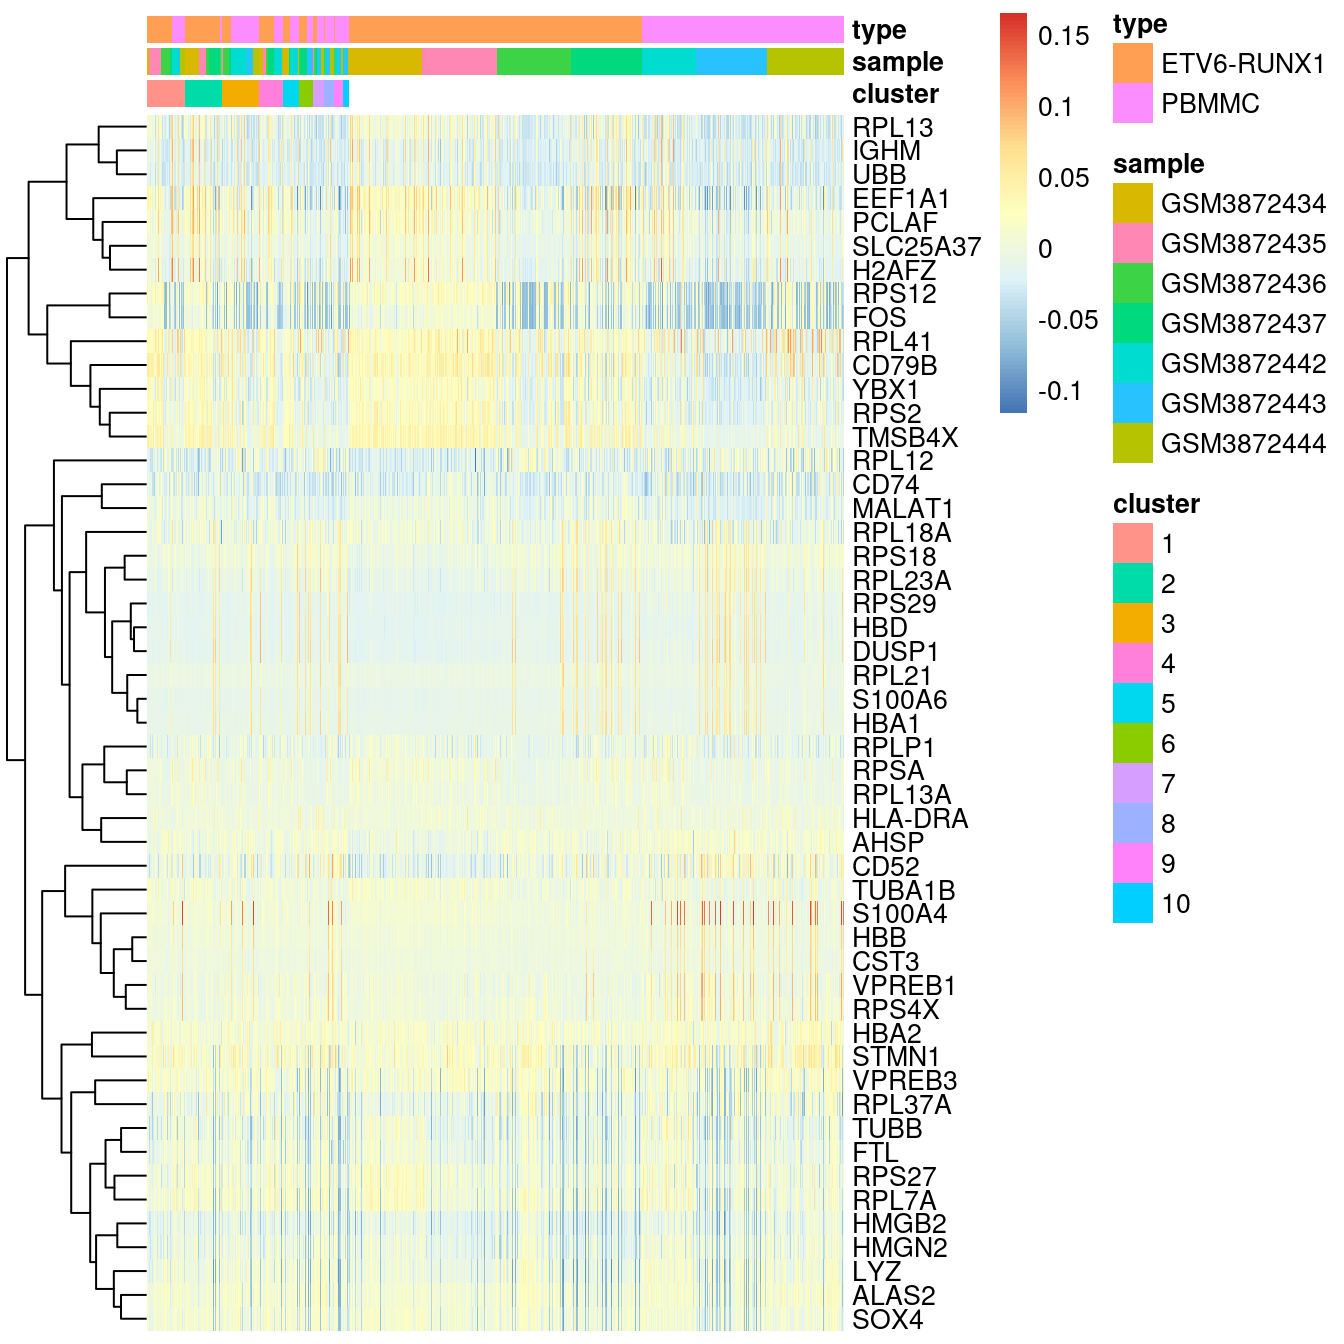 type
sample
cluster
RPL13
IGHM
UBB
EEF1A1
PCLAF
SLC25A37
H2AFZ
RPS12
FOS
RPL41
CD79B
YBX1
RPS2
TMSB4X
RPL12
CD74
MALAT1
RPL18A
RPS18
RPL23A
RPS29
HBD
DUSP1
RPL21
S100A6
HBA1
RPLP1
RPSA
RPL13A
HLA-DRA
AHSP
CD52
TUBA1B
S100A4
HBB
CST3
VPREB1
RPS4X
HBA2
STMN1
VPREB3
RPL37A
TUBB
FTL
RPS27
RPL7A
HMGB2
HMGN2
LYZ
ALAS2
SOX4
0.15
0.1
0.05
0
-0.05
-0.1
type
ETV6-RUNX1
PBMMC
sample
GSM3872434
GSM3872435
GSM3872436
GSM3872437
GSM3872442
GSM3872443
GSM3872444
cluster
1
2
3
4
5
6
7
8
9
10